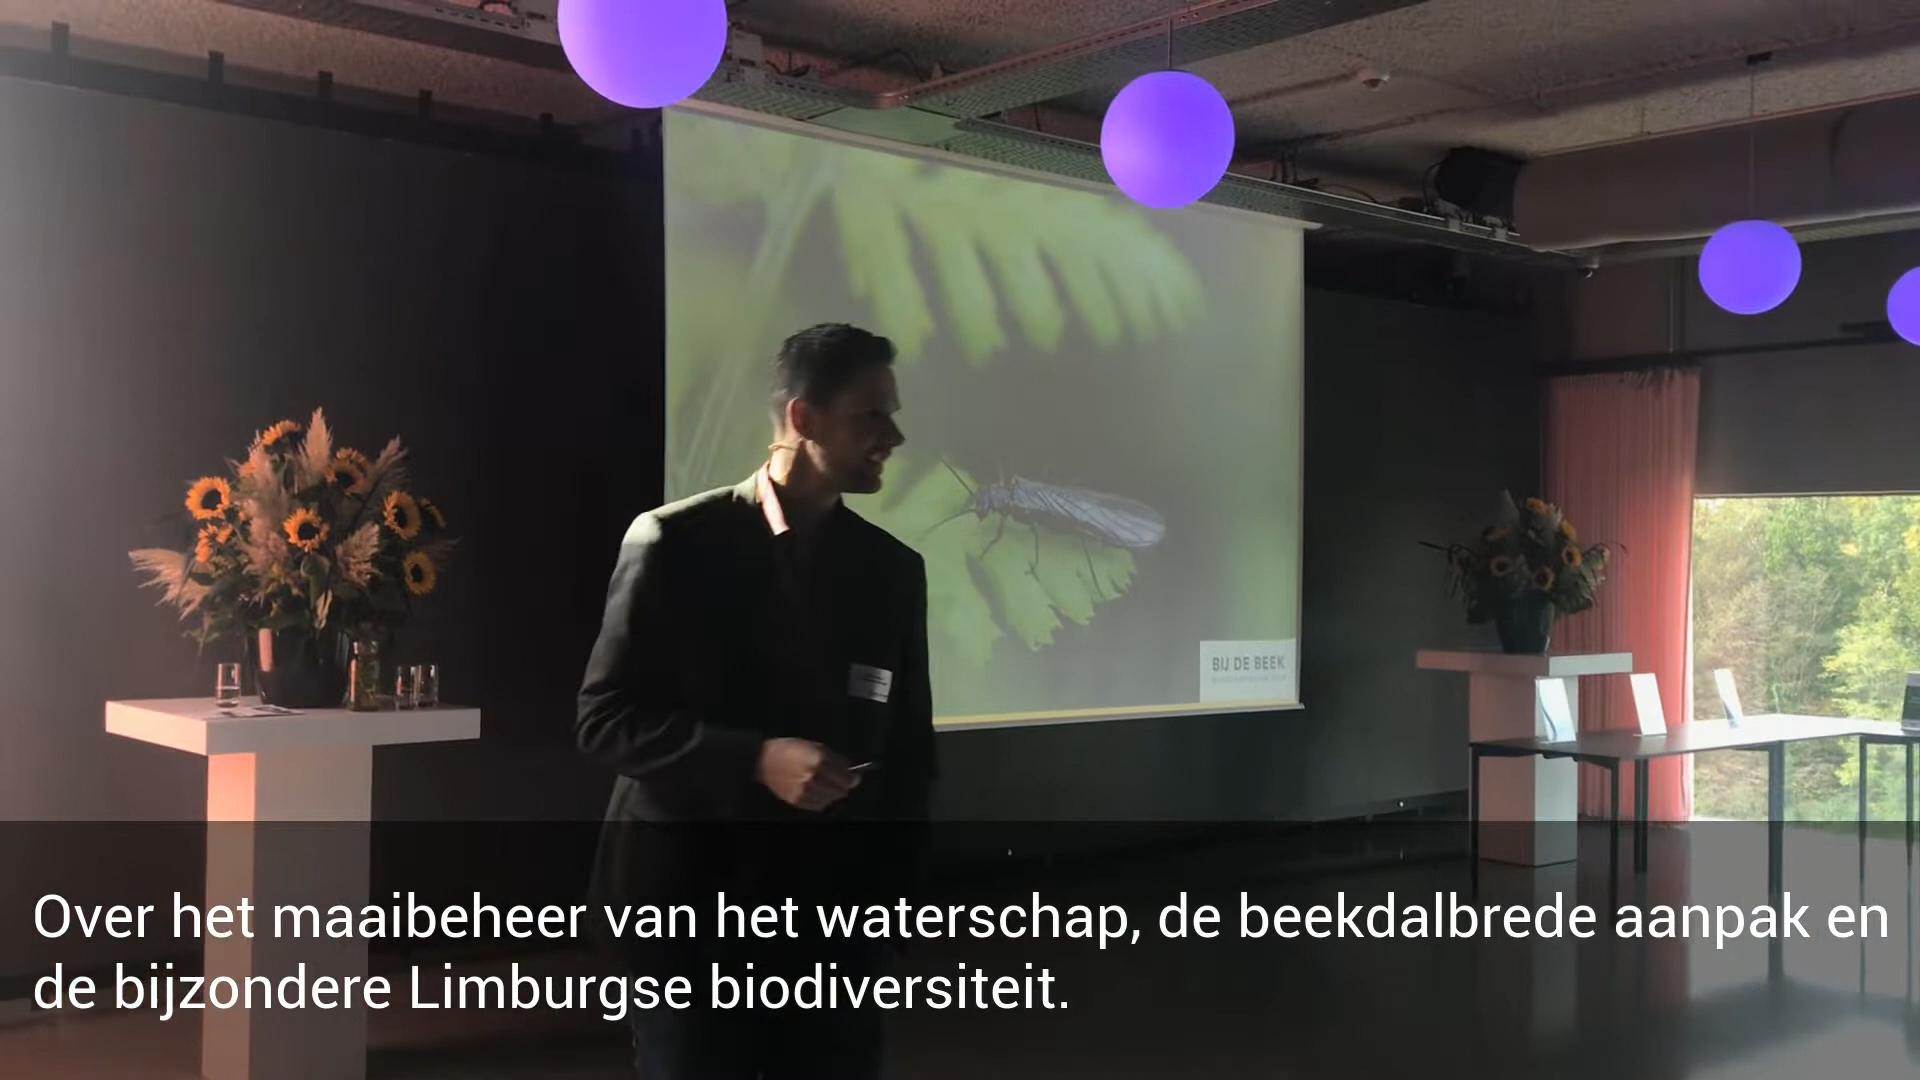 BIJ DE BEEK
Over het maaibeheer van het waterschap, de beekdalbrede aanpak en
de bijzondere Limburgse biodiversiteit.